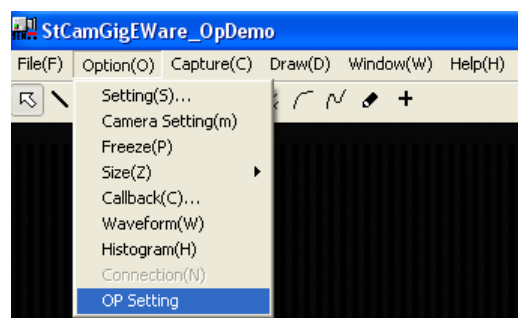 StCamGigEWare_OpDemo
File(F) Option(O) Capture(C) Draw(D) Window(W) Help(H)
Setting(S)...
Camera Setting(m)
Freeze(P)
Size(Z)
Callback(C)...
Waveform(W)
Histogram(H)
Connection(N)
OP Setting